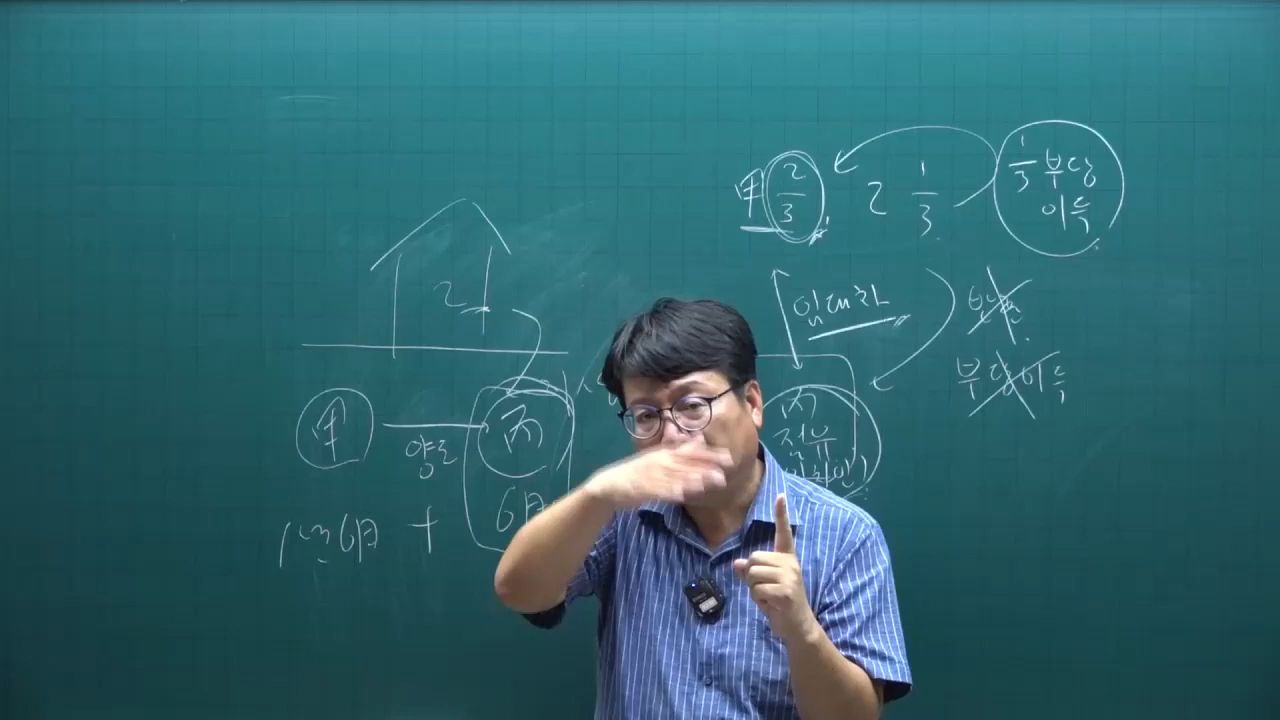 甲 2/3 乙 1/3 1/3 부당
이득
임대차
부당이득
乙
甲 양도 丙
1년 6月 + 6月
丙
점유